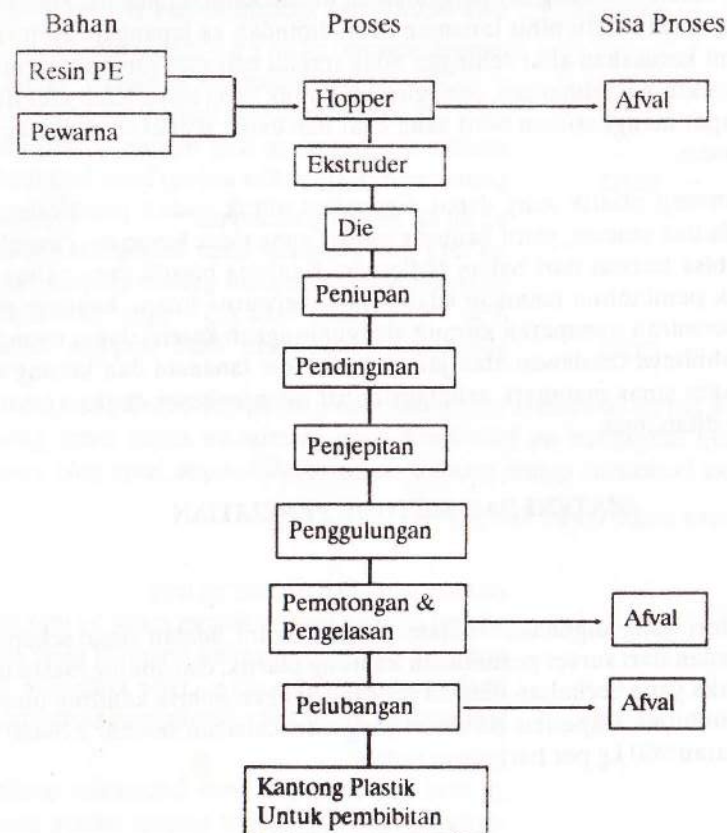 Bahan Proses Sisa Proses
Resin PE
Pewarna
Hopper
Afval
Ekstruder
Die
Peniupan
Pendinginan
Penjepitan
Penggulungan
Pemotongan &
Pengelasan
Afval
Pelubangan
Afval
Kantong Plastik
Untuk pembibitan